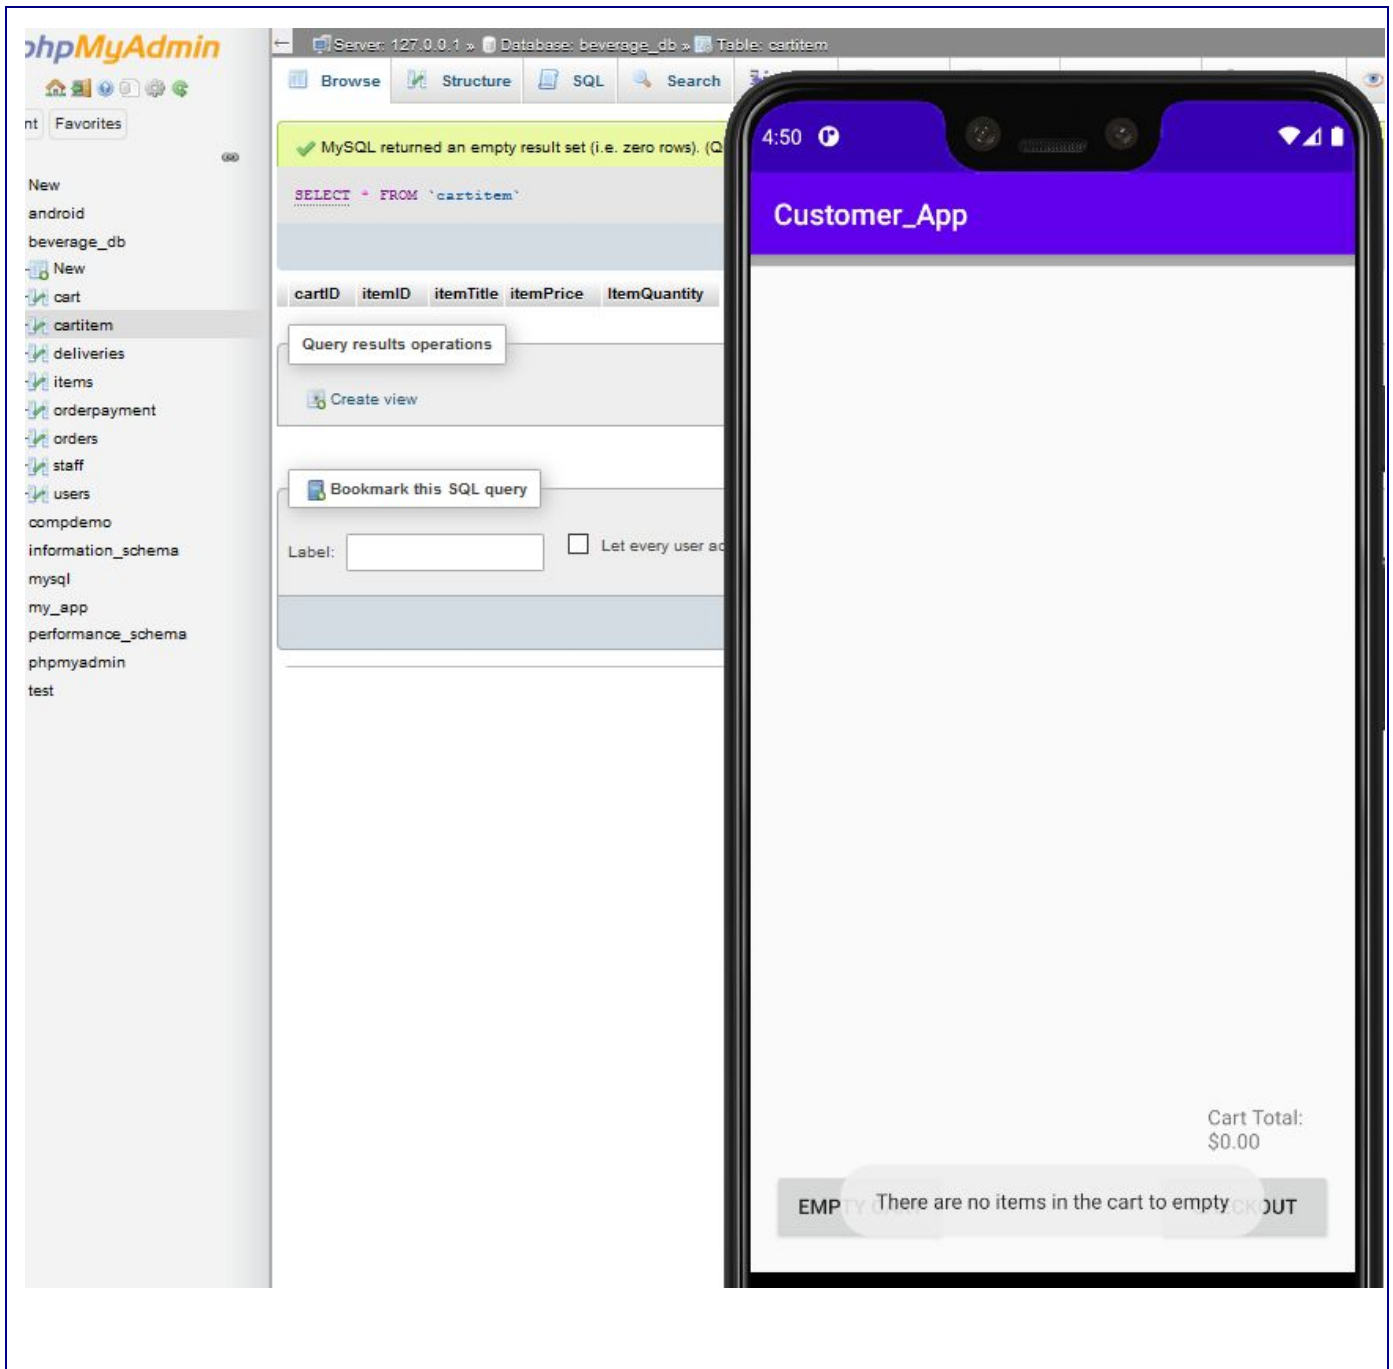 phpMyAdmin
nt Favorites
New
android
beverage_db
New
cart
cartitem
deliveries
items
orderpayment
orders
staff
users
compdemo
information_schema
mysql
my_app
performance_schema
phpmyadmin
test
Server: 127.0.0.1 » Database: beverage_db » Table: cartitem
Browse Structure SQL Search
MySQL returned an empty result set (i.e. zero rows). (Q
SELECT * FROM `cartitem`
cartID itemID itemTitle itemPrice ItemQuantity
Query results operations
Create view
Bookmark this SQL query
Label: Let every user ac
4:50
Customer_App
Cart Total:
$0.00
EMPTY CART CHECKOUT
There are no items in the cart to empty